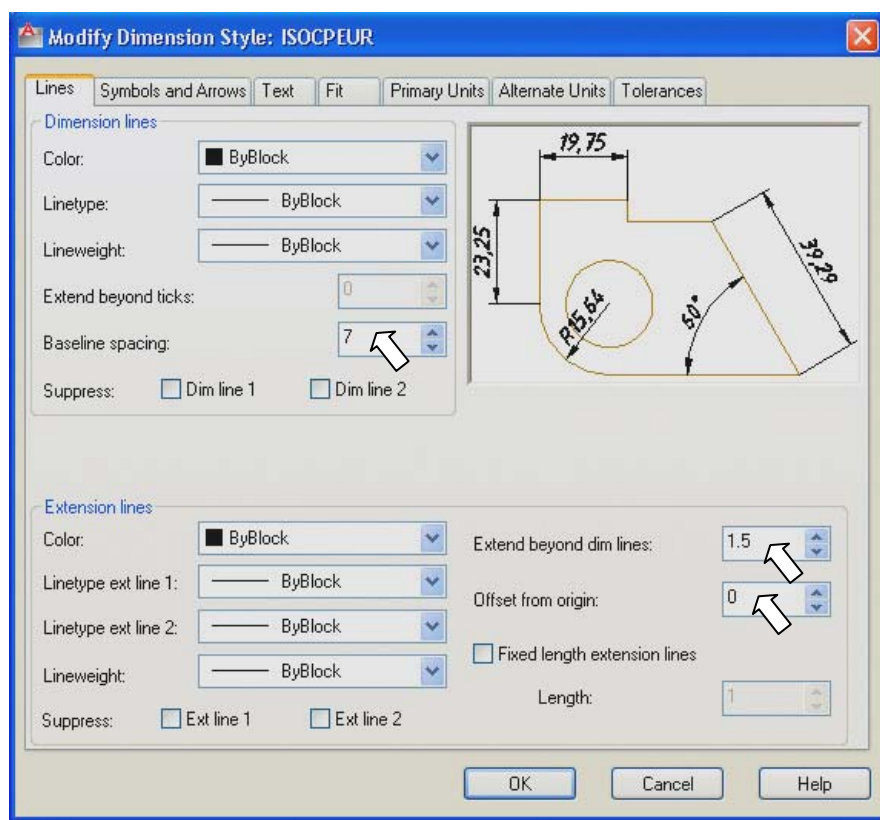 Modify Dimension Style: ISOCPEUR
Lines Symbols and Arrows Text Fit Primary Units Alternate Units Tolerances
Dimension lines
Color: ByBlock
Linetype: ByBlock
Lineweight: ByBlock
Extend beyond ticks: 0
Baseline spacing: 7
Suppress: Dim line 1 Dim line 2
19,75
23,25
39,29
R15,64
60°
Extension lines
Color: ByBlock
Linetype ext line 1: ByBlock
Linetype ext line 2: ByBlock
Lineweight: ByBlock
Suppress: Ext line 1 Ext line 2
Extend beyond dim lines: 1.5
Offset from origin: 0
Fixed length extension lines
Length: 1
OK Cancel Help